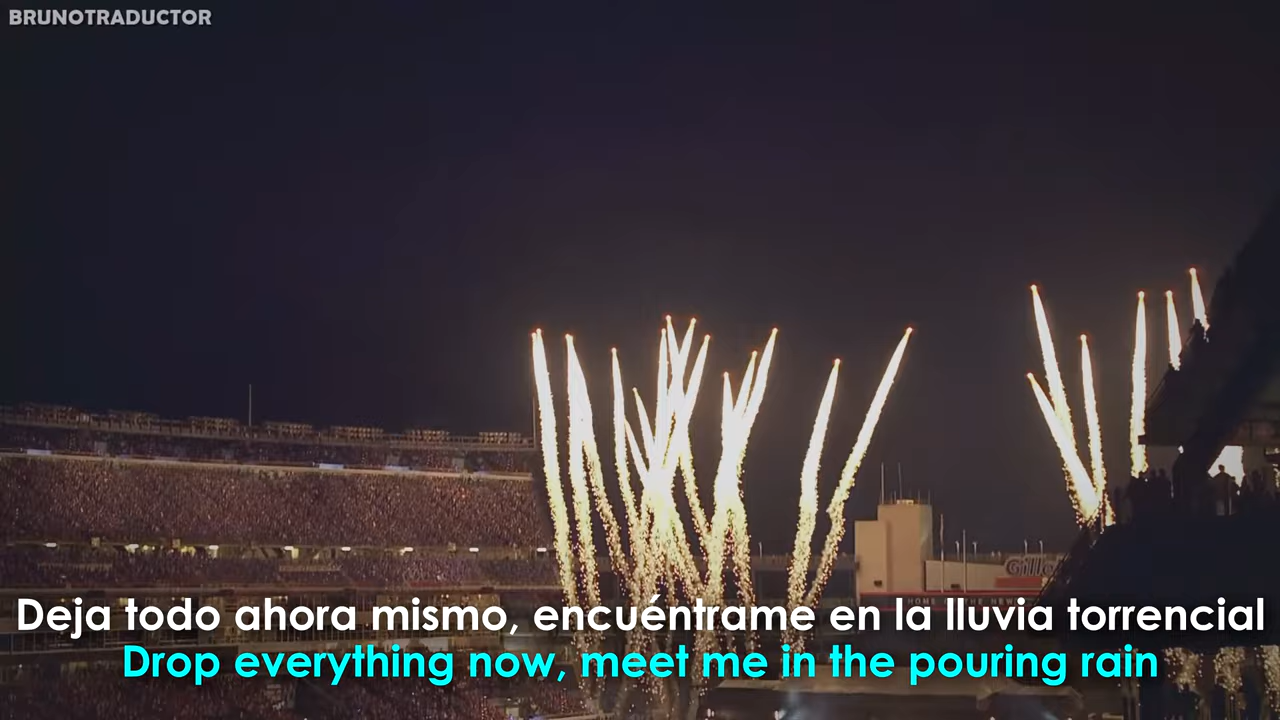 BRUNOTRADUCTOR
HOME
Deja todo ahora mismo, encuéntrame en la lluvia torrencial
Drop everything now, meet me in the pouring rain